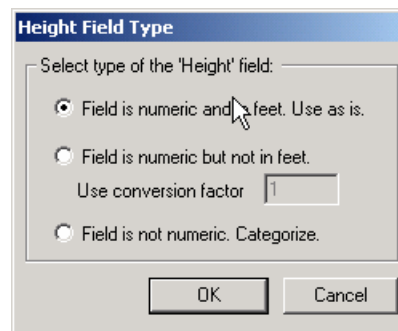 Height Field Type
Select type of the 'Height' field:
Field is numeric and feet. Use as is.
Field is numeric but not in feet.
Use conversion factor 1
Field is not numeric. Categorize.
OK Cancel